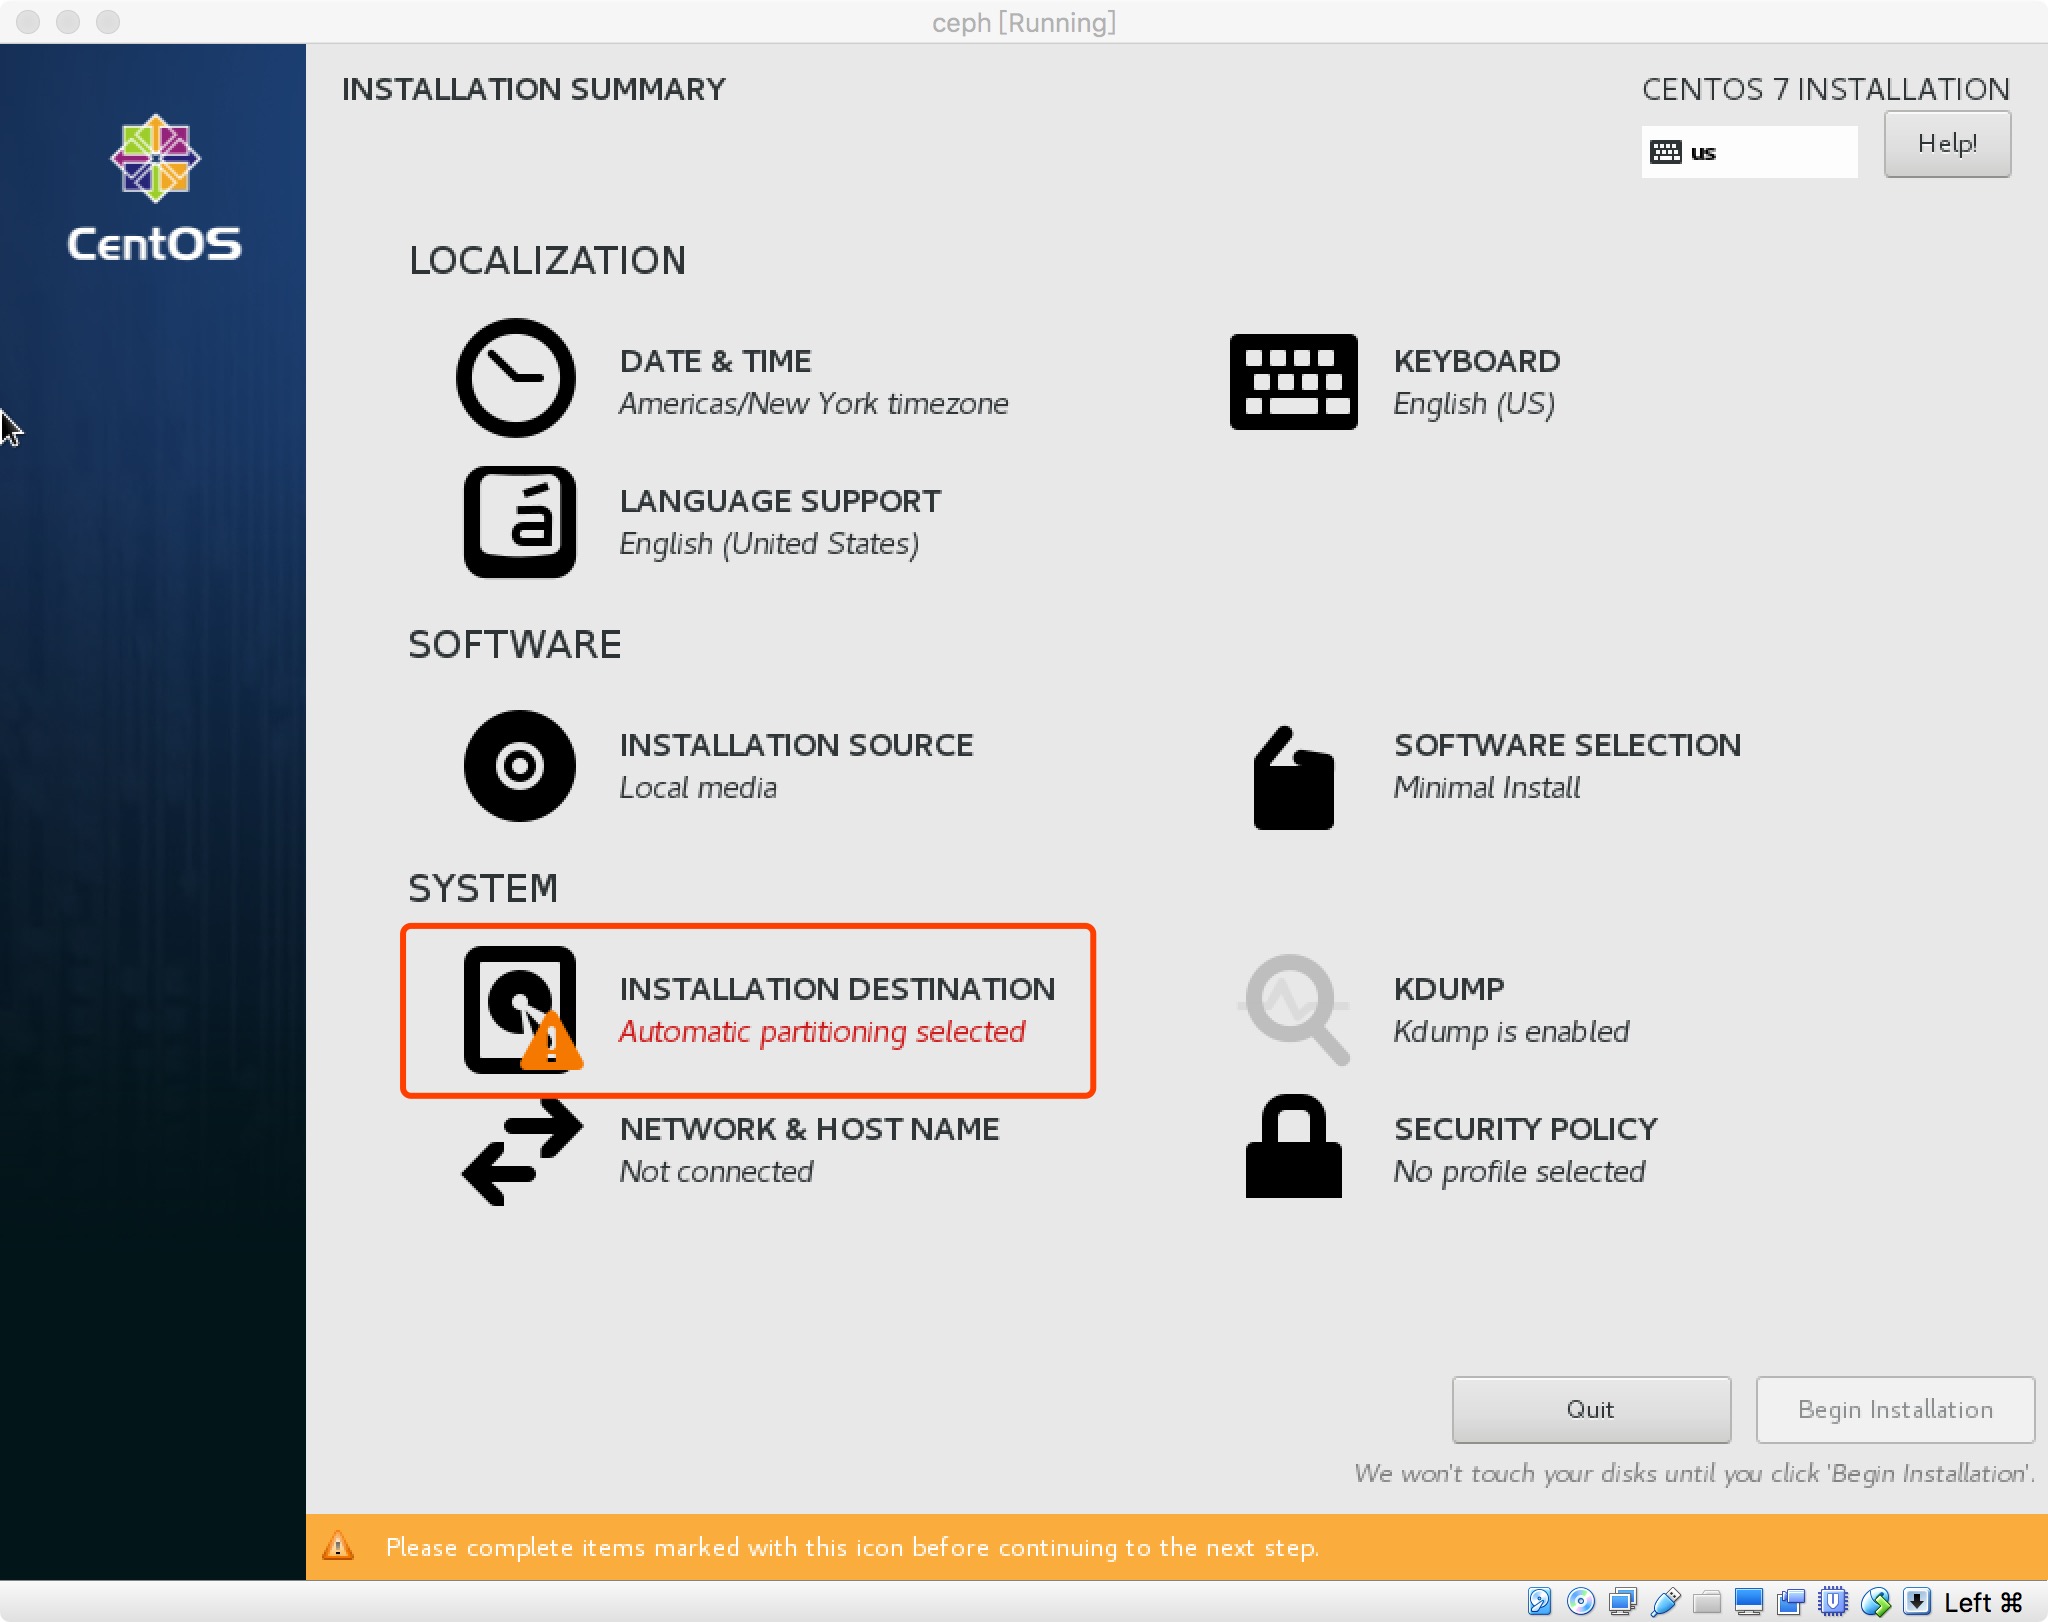 ceph [Running]
INSTALLATION SUMMARY
CENTOS 7 INSTALLATION
us
Help!
CentOS
LOCALIZATION
DATE & TIME
Americas/New York timezone
KEYBOARD
English (US)
á
LANGUAGE SUPPORT
English (United States)
SOFTWARE
INSTALLATION SOURCE
Local media
SOFTWARE SELECTION
Minimal Install
SYSTEM
INSTALLATION DESTINATION
Automatic partitioning selected
KDUMP
Kdump is enabled
NETWORK & HOST NAME
Not connected
SECURITY POLICY
No profile selected
Quit
Begin Installation
We won't touch your disks until you click 'Begin Installation'.
Please complete items marked with this icon before continuing to the next step.
Left ⌘